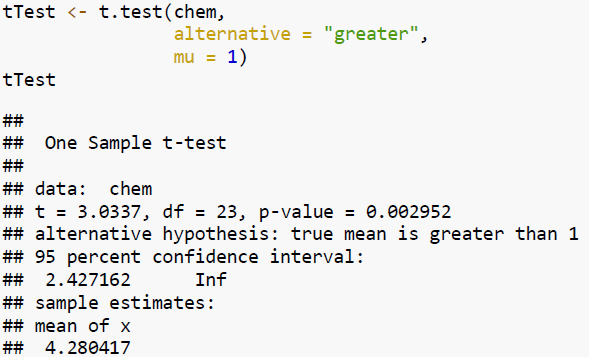 tTest <- t.test(chem,
                alternative = "greater",
                mu = 1)
tTest
##
##  One Sample t-test
##
## data:  chem
## t = 3.0337, df = 23, p-value = 0.002952
## alternative hypothesis: true mean is greater than 1
## 95 percent confidence interval:
##  2.427162      Inf
## sample estimates:
## mean of x
##  4.280417